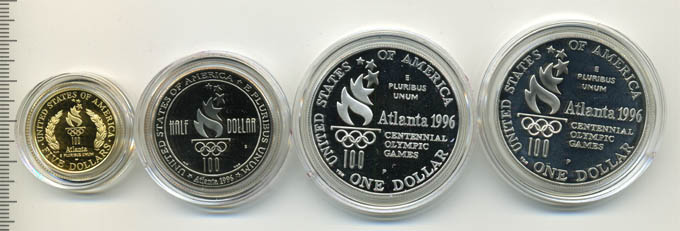 UNITED STATES OF AMERICA
100
Atlanta
E PLURIBUS UNUM
DOLLARS
UNITED STATES OF AMERICA
E PLURIBUS UNUM
HALF DOLLAR
100
Atlanta 1996
UNITED STATES OF AMERICA
E
PLURIBUS
UNUM
Atlanta 1996
CENTENNIAL
OLYMPIC
GAMES
100
P
ONE DOLLAR
UNITED STATES OF AMERICA
E
PLURIBUS
UNUM
Atlanta 1996
CENTENNIAL
OLYMPIC
GAMES
100
P
ONE DOLLAR